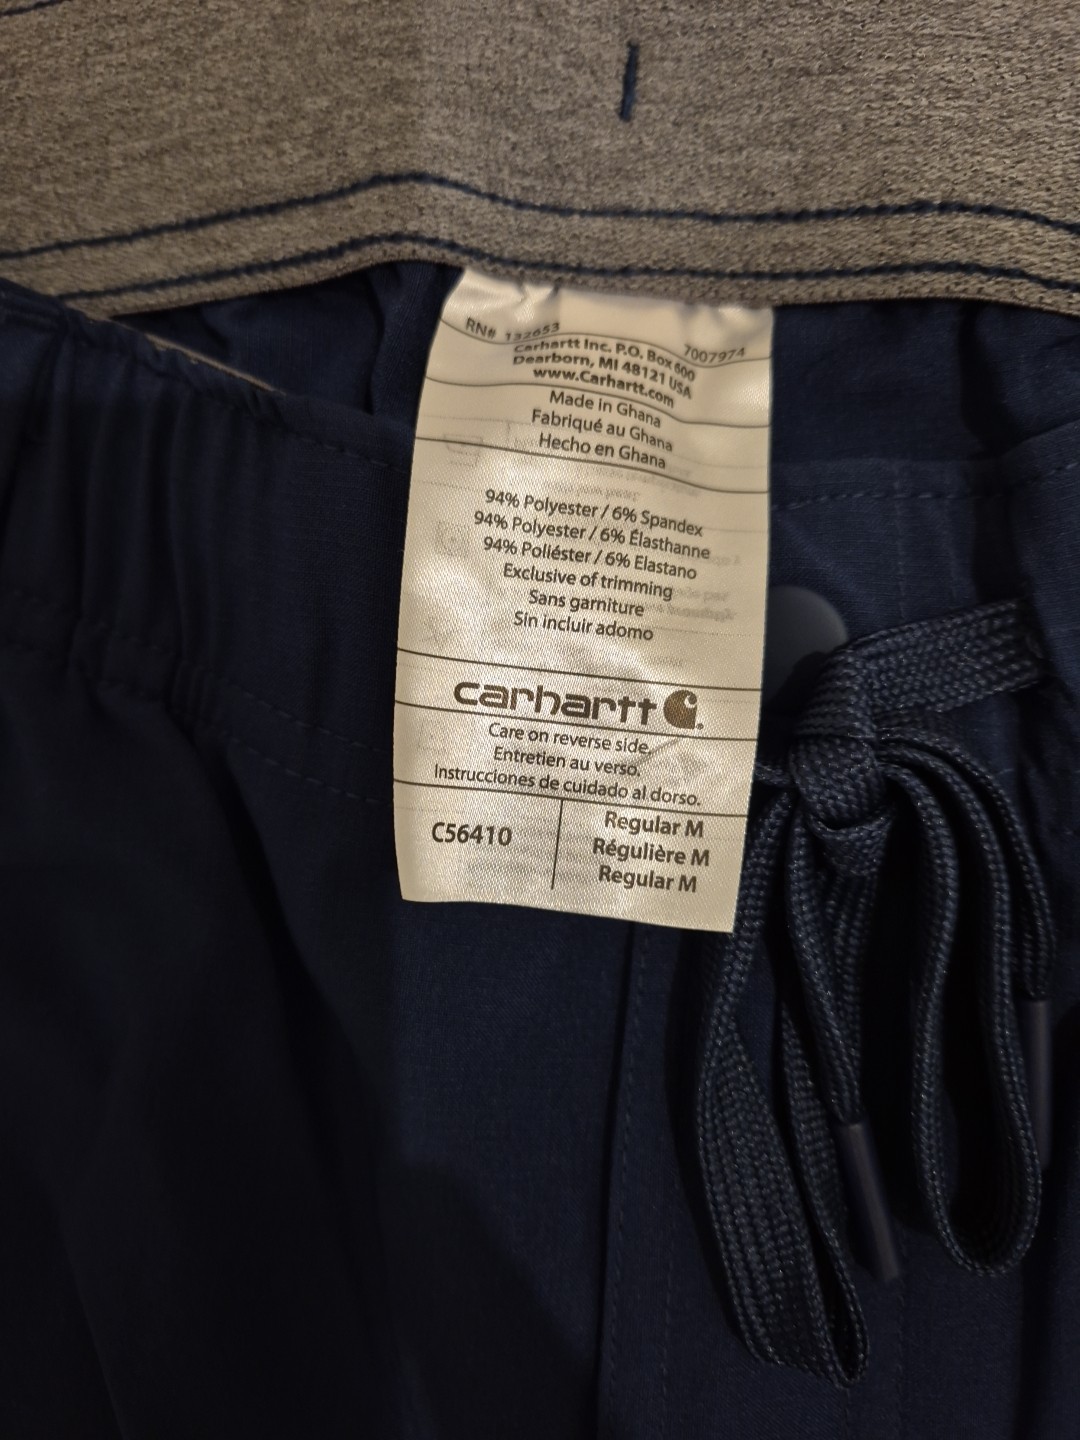 RN# 132653 7007974
Carhartt Inc. P.O. Box 600
Dearborn, MI 48121 USA
www.Carhartt.com
Made in Ghana
Fabriqué au Ghana
Hecho en Ghana
94% Polyester / 6% Spandex
94% Polyester / 6% Élasthanne
94% Poliéster / 6% Elastano
Exclusive of trimming
Sans garniture
Sin incluir adorno
carhartt
Care on reverse side.
Entretien au verso.
Instrucciones de cuidado al dorso.
C56410
Regular M
Régulière M
Regular M